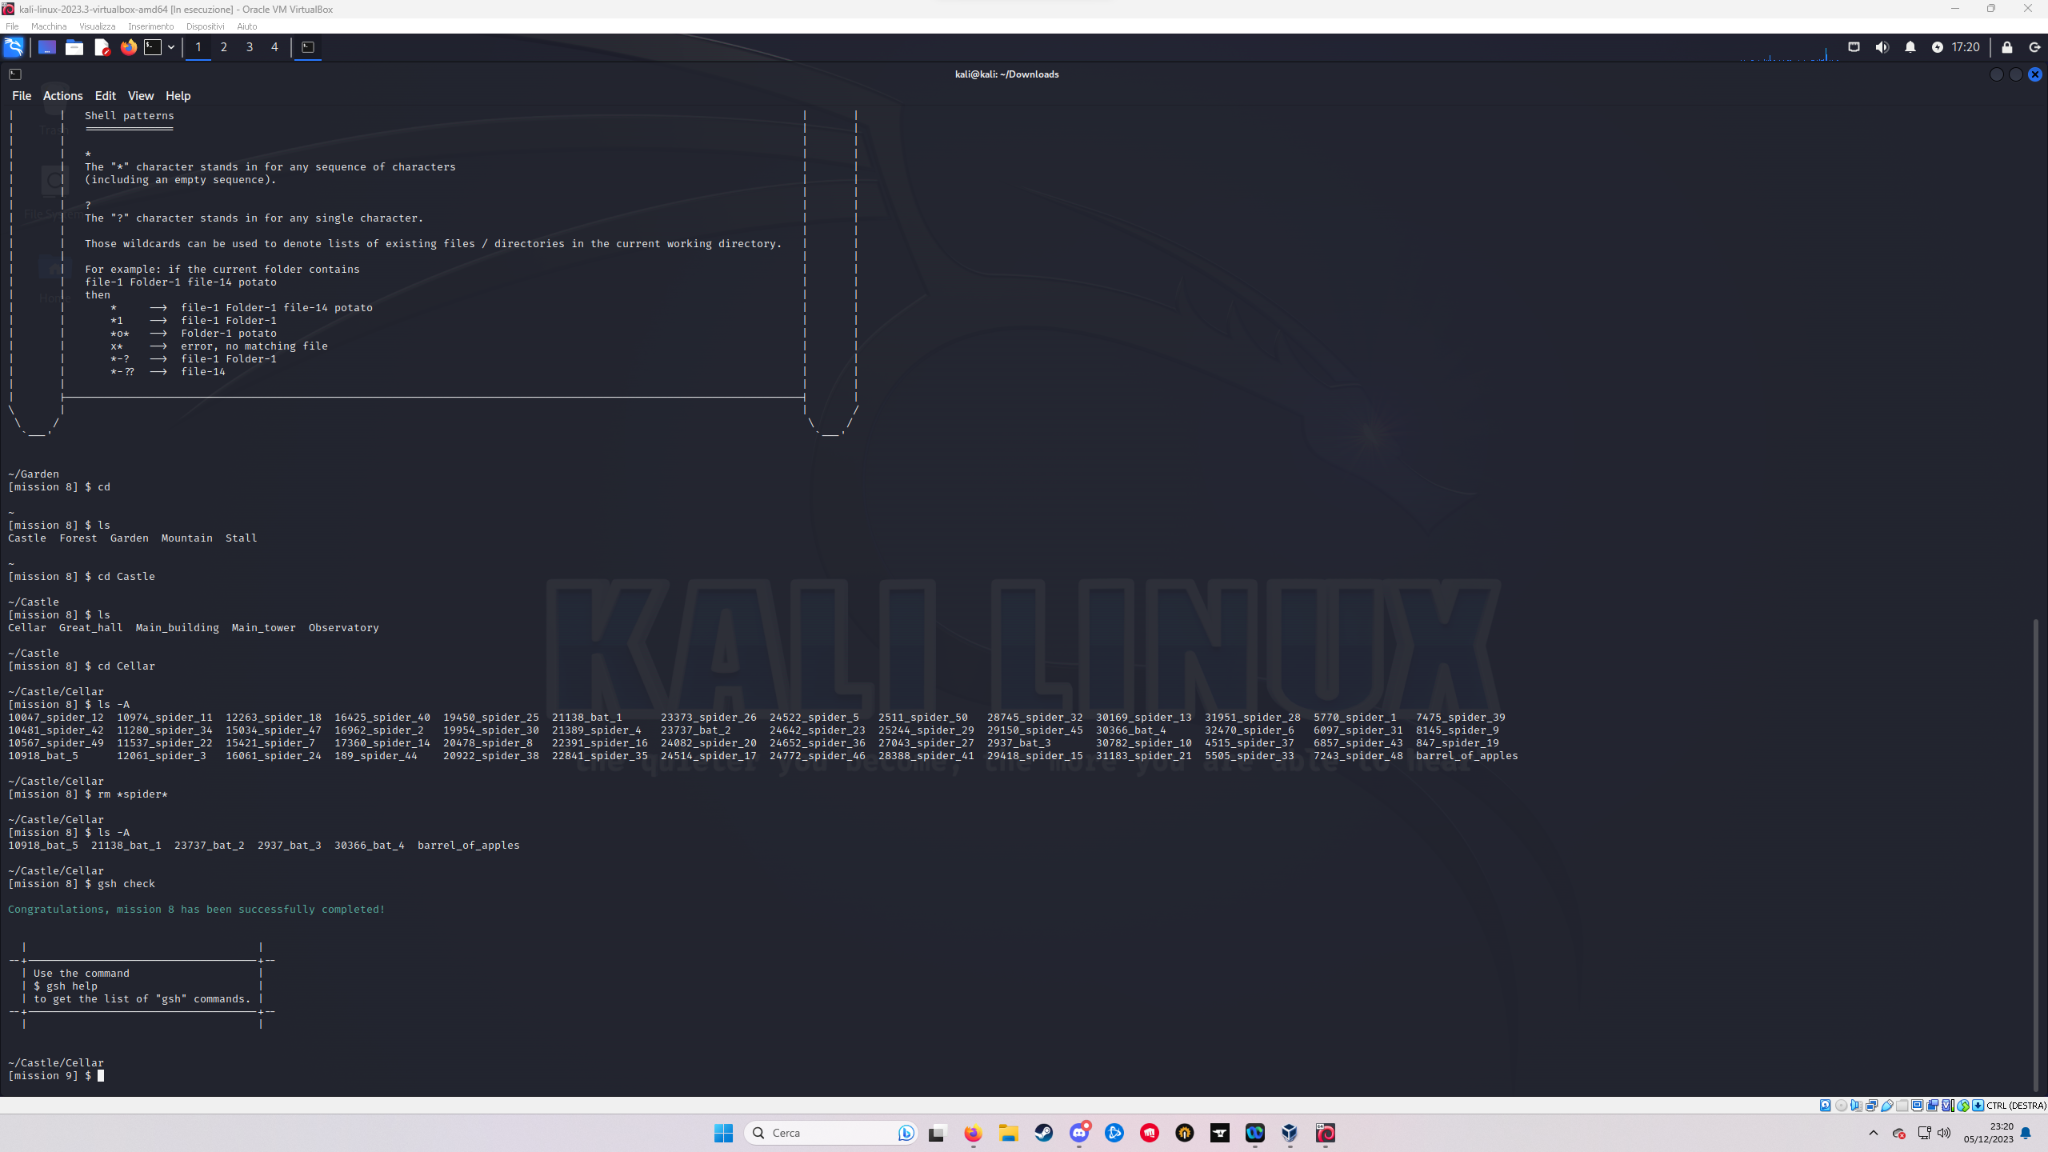 kali-linux-2023.3-virtualbox-amd64 [In esecuzione] - Oracle VM VirtualBox
File Macchina Visualizza Inserimento Dispositivi Aiuto
1 2 3 4 17:20
kali@kali: ~/Downloads
File Actions Edit View Help
Shell patterns
*
The "*" character stands in for any sequence of characters
(including an empty sequence).
?
The "?" character stands in for any single character.
Those wildcards can be used to denote lists of existing files / directories in the current working directory.
For example: if the current folder contains
file-1 Folder-1 file-14 potato
then
* → file-1 Folder-1 file-14 potato
*1 → file-1 Folder-1
*o* → Folder-1 potato
x* → error, no matching file
*-? → file-1 Folder-1
*-?? → file-14
~/Garden
[mission 8] $ cd
~
[mission 8] $ ls
Castle Forest Garden Mountain Stall
~
[mission 8] $ cd Castle
~/Castle
[mission 8] $ ls
Cellar Great_hall Main_building Main_tower Observatory
~/Castle
[mission 8] $ cd Cellar
~/Castle/Cellar
[mission 8] $ ls -A
10047_spider_12 10974_spider_11 12263_spider_18 16425_spider_40 19450_spider_25 21138_bat_1 23373_spider_26 24522_spider_5 2511_spider_50 28745_spider_32 30169_spider_13 31951_spider_28 5770_spider_1 7475_spider_39
10481_spider_42 11280_spider_34 15034_spider_47 16962_spider_2 19954_spider_30 21389_spider_4 23737_bat_2 24642_spider_23 25244_spider_29 29150_spider_45 30366_bat_4 32470_spider_6 6097_spider_31 8145_spider_9
10567_spider_49 11537_spider_22 15421_spider_7 17360_spider_14 20478_spider_8 22391_spider_16 24082_spider_20 24652_spider_36 27043_spider_27 2937_bat_3 30782_spider_10 4515_spider_37 6857_spider_43 847_spider_19
10918_bat_5 12061_spider_3 16061_spider_24 189_spider_44 20922_spider_38 22841_spider_35 24514_spider_17 24772_spider_46 28388_spider_41 29418_spider_15 31183_spider_21 5505_spider_33 7243_spider_48 barrel_of_apples
~/Castle/Cellar
[mission 8] $ rm *spider*
~/Castle/Cellar
[mission 8] $ ls -A
10918_bat_5 21138_bat_1 23737_bat_2 2937_bat_3 30366_bat_4 barrel_of_apples
~/Castle/Cellar
[mission 8] $ gsh check
Congratulations, mission 8 has been successfully completed!
Use the command
$ gsh help
to get the list of "gsh" commands.
~/Castle/Cellar
[mission 9] $
KALI LINUX
the quieter you become, the more you are able to hear
CTRL (DESTRA)
Cerca
23:20
05/12/2023